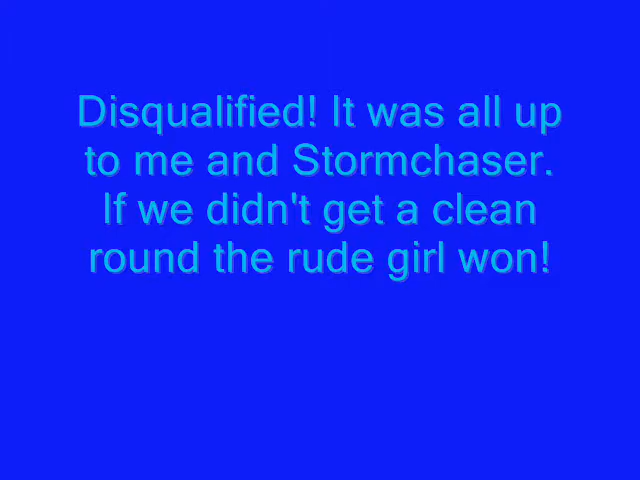 Disqualified! It was all up
to me and Stormchaser.
If we didn't get a clean
round the rude girl won!